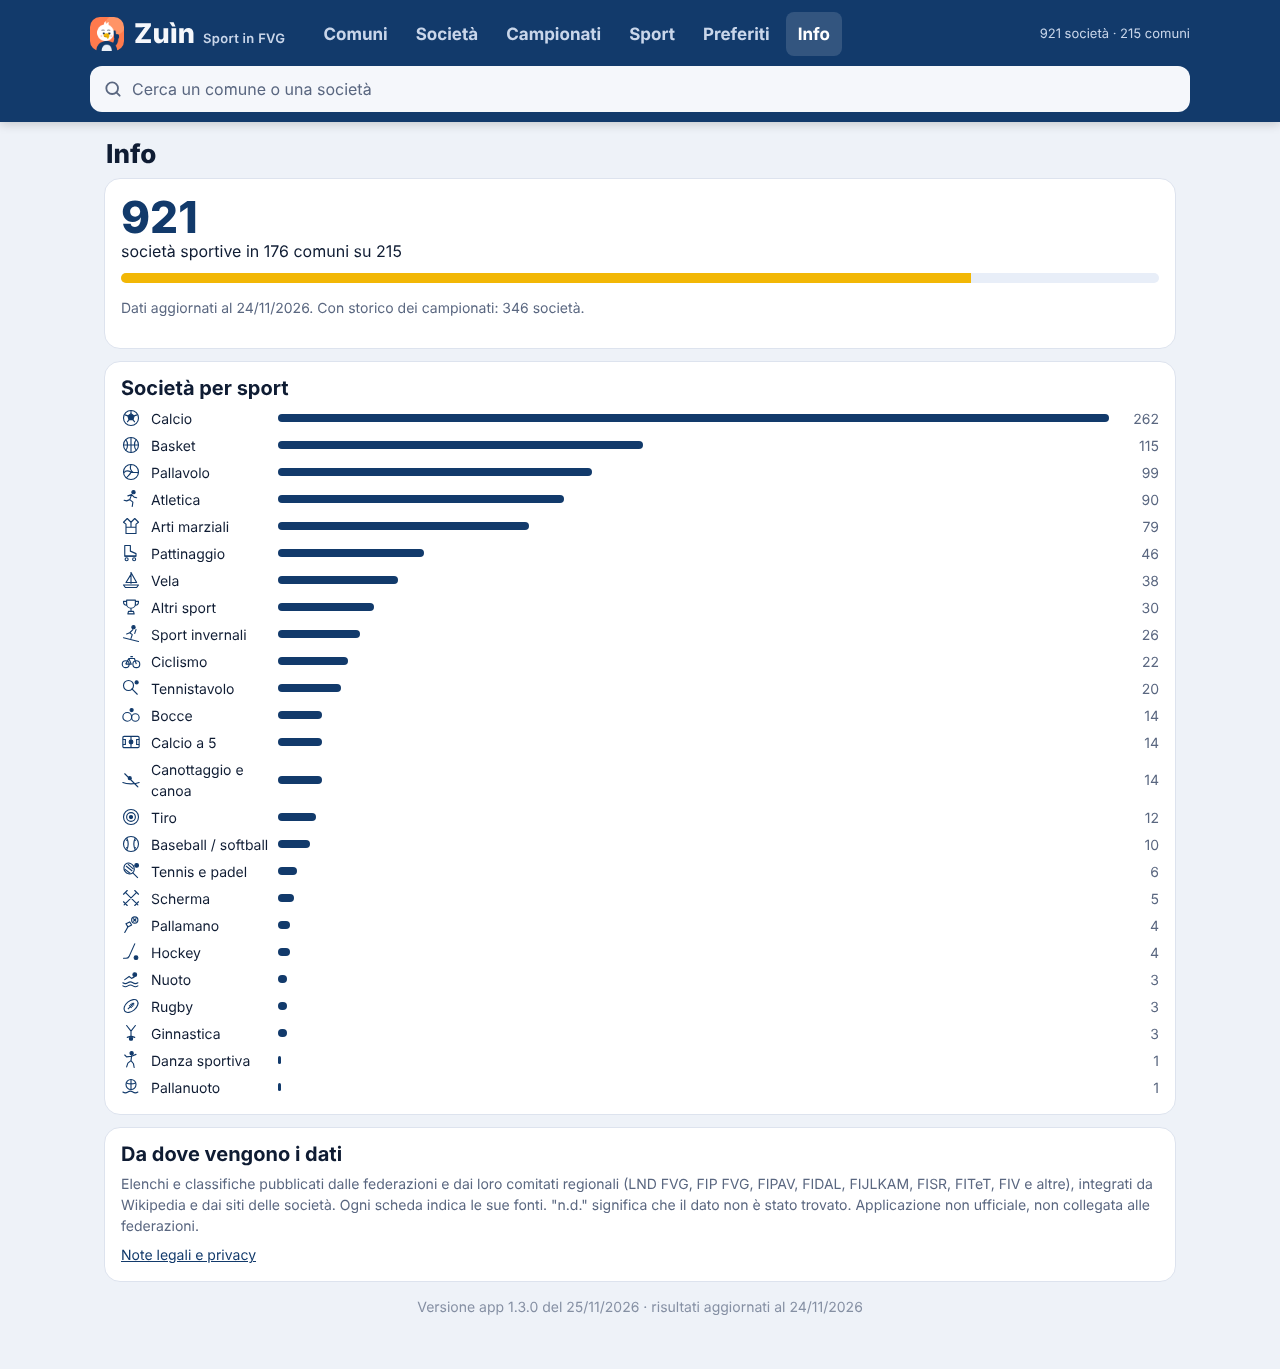 Zuìn Sport in FVG Comuni Società Campionati Sport Preferiti Info 921 società · 215 comuni
Cerca un comune o una società
Info
921
società sportive in 176 comuni su 215
Dati aggiornati al 24/11/2026. Con storico dei campionati: 346 società.
Società per sport
Calcio 262
Basket 115
Pallavolo 99
Atletica 90
Arti marziali 79
Pattinaggio 46
Vela 38
Altri sport 30
Sport invernali 26
Ciclismo 22
Tennistavolo 20
Bocce 14
Calcio a 5 14
Canottaggio e
canoa 14
Tiro 12
Baseball / softball 10
Tennis e padel 6
Scherma 5
Pallamano 4
Hockey 4
Nuoto 3
Rugby 3
Ginnastica 3
Danza sportiva 1
Pallanuoto 1
Da dove vengono i dati
Elenchi e classifiche pubblicati dalle federazioni e dai loro comitati regionali (LND FVG, FIP FVG, FIPAV, FIDAL, FIJLKAM, FISR, FITeT, FIV e altre), integrati da
Wikipedia e dai siti delle società. Ogni scheda indica le sue fonti. "n.d." significa che il dato non è stato trovato. Applicazione non ufficiale, non collegata alle
federazioni.
Note legali e privacy
Versione app 1.3.0 del 25/11/2026 · risultati aggiornati al 24/11/2026